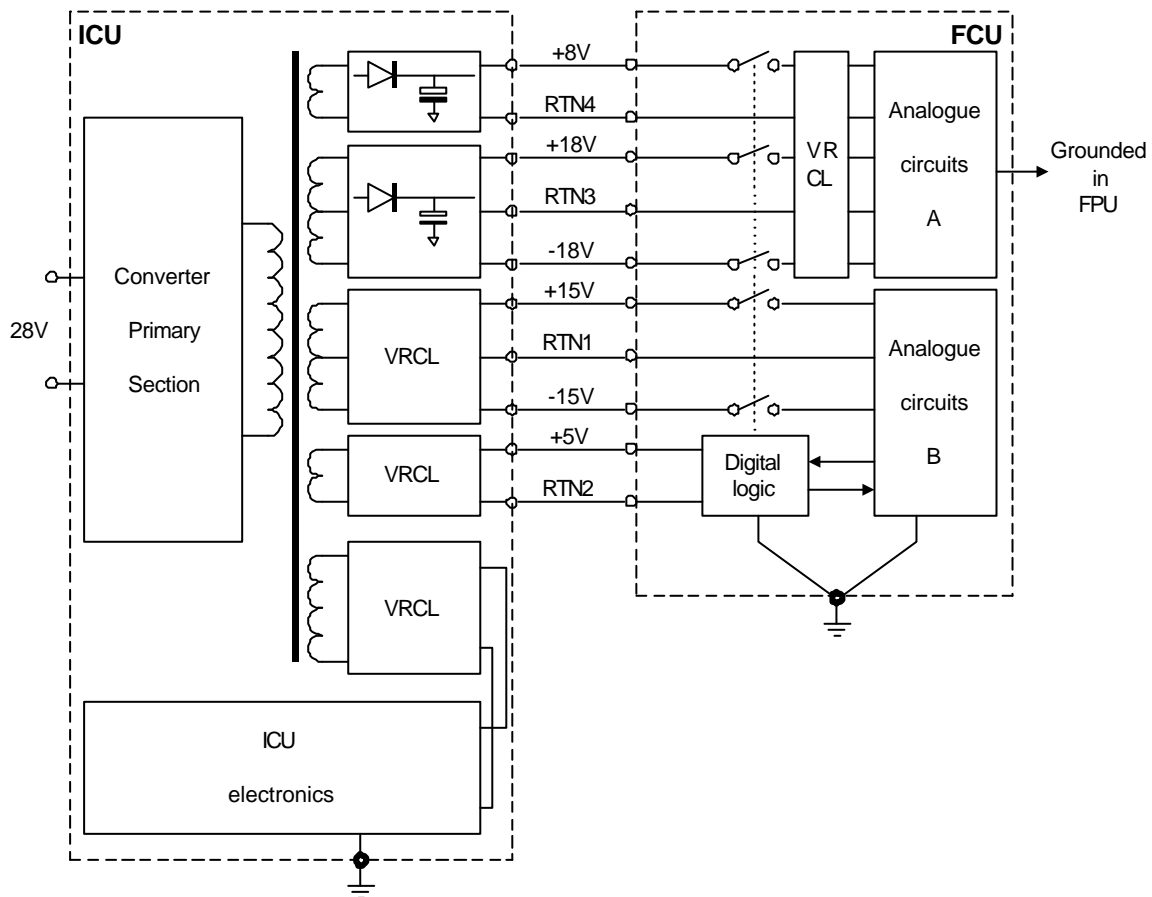 ICU
FCU
+8V
RTN4
+18V
RTN3
-18V
+15V
RTN1
-15V
+5V
RTN2
28V
Converter
Primary
Section
VRCL
VRCL
VRCL
ICU
electronics
VR
CL
Analogue
circuits
A
Grounded
in
FPU
Analogue
circuits
B
Digital
logic